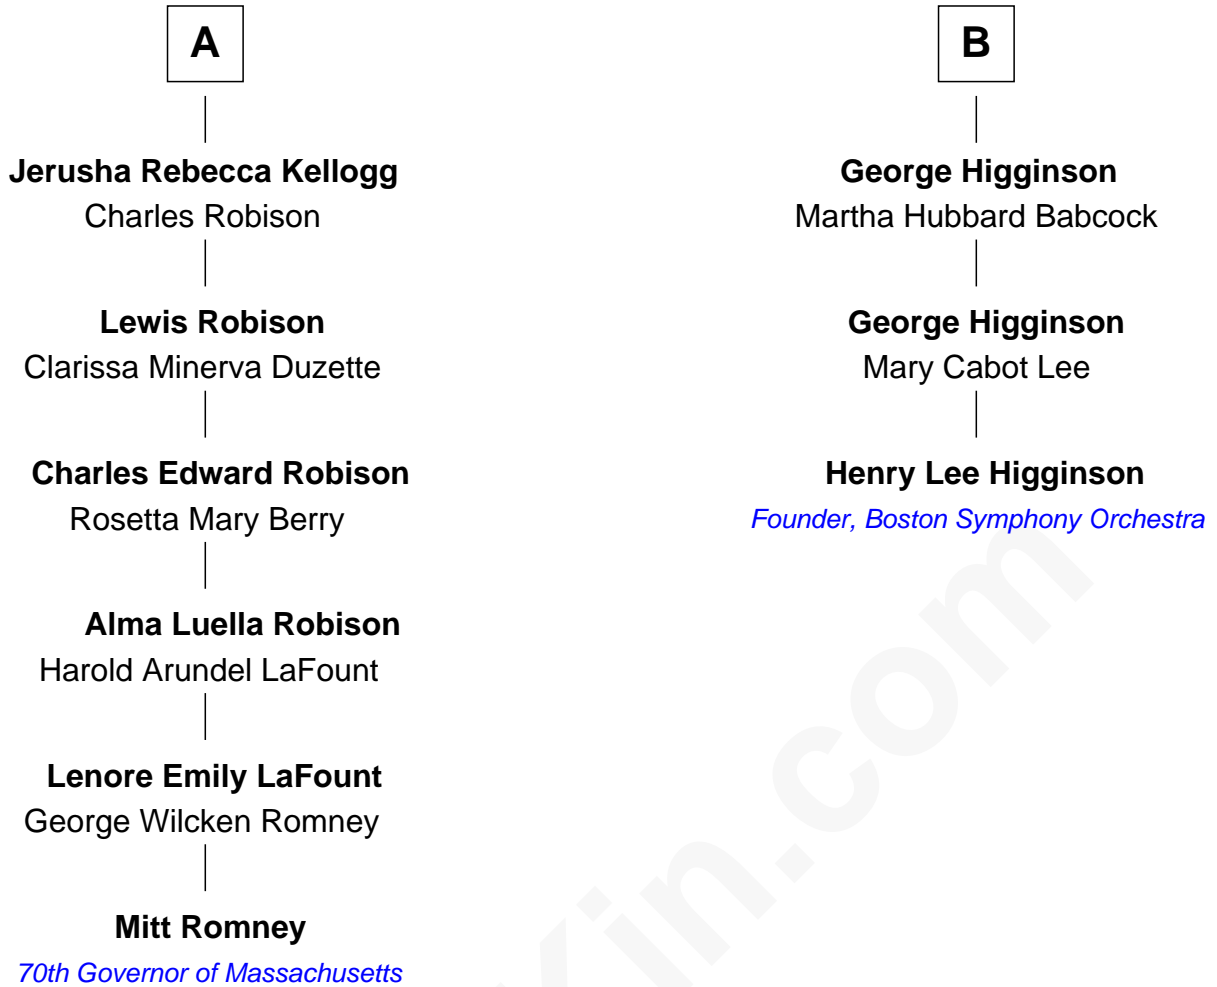 A
Jerusha Rebecca Kellogg
Charles Robison
Lewis Robison
Clarissa Minerva Duzette
Charles Edward Robison
Rosetta Mary Berry
Alma Luella Robison
Harold Arundel LaFount
Lenore Emily LaFount
George Wilcken Romney
Mitt Romney
70th Governor of Massachusetts
B
George Higginson
Martha Hubbard Babcock
George Higginson
Mary Cabot Lee
Henry Lee Higginson
Founder, Boston Symphony Orchestra
Kin.com